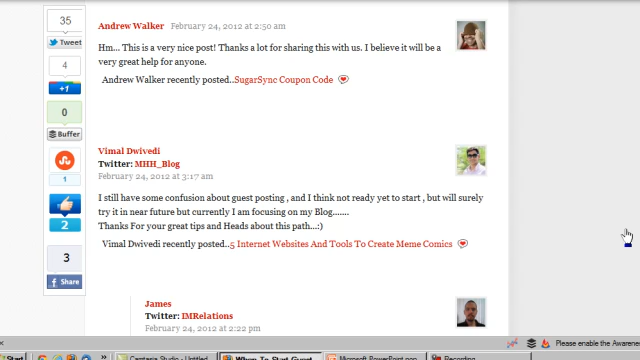 35
Tweet
4
+1
0
Buffer
1
2
3
Share
Andrew Walker February 24, 2012 at 2:50 am
Hm... This is a very nice post! Thanks a lot for sharing this with us. I believe it will be a
very great help for anyone.
Andrew Walker recently posted..SugarSync Coupon Code
Vimal Dwivedi
Twitter: MHH_Blog
February 24, 2012 at 3:17 am
I still have some confusion about guest posting , and I think not ready yet to start , but will surely
try it in near future but currently I am focusing on my Blog.......
Thanks For your great tips and Heads about this path...:)
Vimal Dwivedi recently posted..5 Internet Websites And Tools To Create Meme Comics
James
Twitter: IMRelations
February 24, 2012 at 2:22 pm
Please enable the Awarene
Start
Camtasia Studio - Untitled
When To Start Guest
Microsoft PowerPoint non
Recording